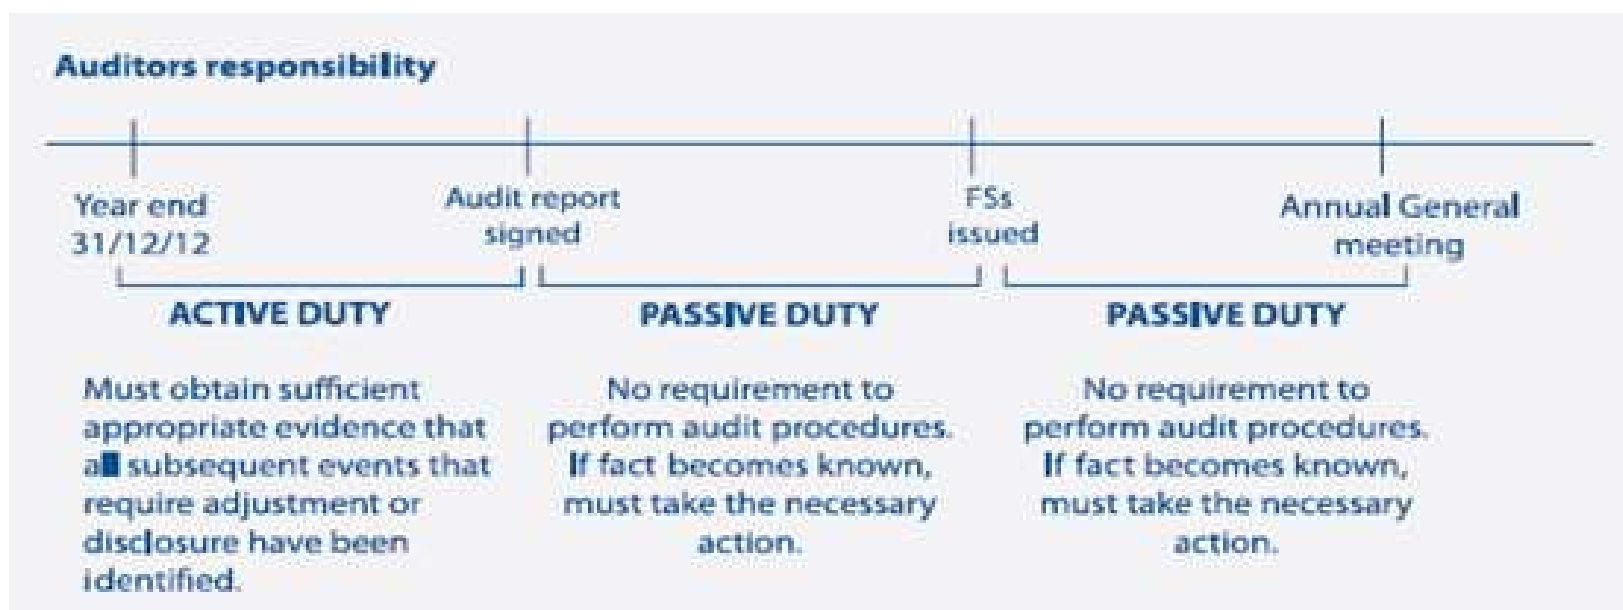 Auditors responsibility
Year end
31/12/12
Audit report
signed
FSs
issued
Annual General
meeting
ACTIVE DUTY
PASSIVE DUTY
PASSIVE DUTY
Must obtain sufficient
appropriate evidence that
all subsequent events that
require adjustment or
disclosure have been
identified.
No requirement to
perform audit procedures.
If fact becomes known,
must take the necessary
action.
No requirement to
perform audit procedures.
If fact becomes known,
must take the necessary
action.